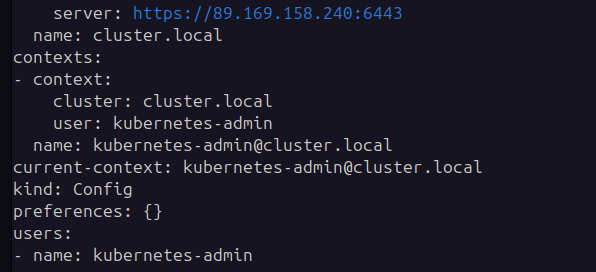 server: https://89.169.158.240:6443
name: cluster.local
contexts:
- context:
cluster: cluster.local
user: kubernetes-admin
name: kubernetes-admin@cluster.local
current-context: kubernetes-admin@cluster.local
kind: Config
preferences: {}
users:
- name: kubernetes-admin